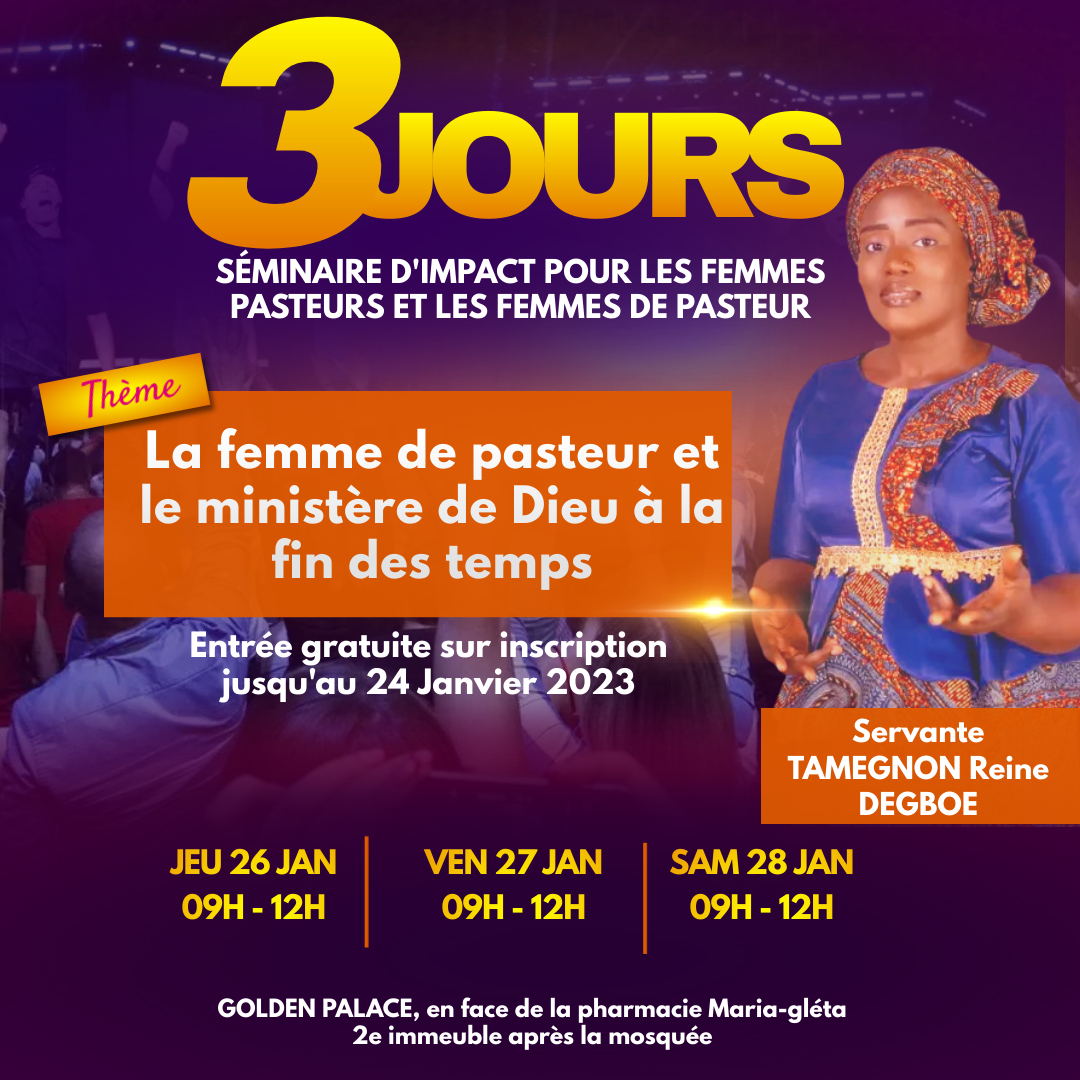 3 JOURS
SÉMINAIRE D'IMPACT POUR LES FEMMES
PASTEURS ET LES FEMMES DE PASTEUR
Thème
La femme de pasteur et
le ministère de Dieu à la
fin des temps
Entrée gratuite sur inscription
jusqu'au 24 Janvier 2023
Servante
TAMEGNON Reine
DEGBOE
JEU 26 JAN
09H - 12H
VEN 27 JAN
09H - 12H
SAM 28 JAN
09H - 12H
GOLDEN PALACE, en face de la pharmacie Maria-gléta
2e immeuble après la mosquée